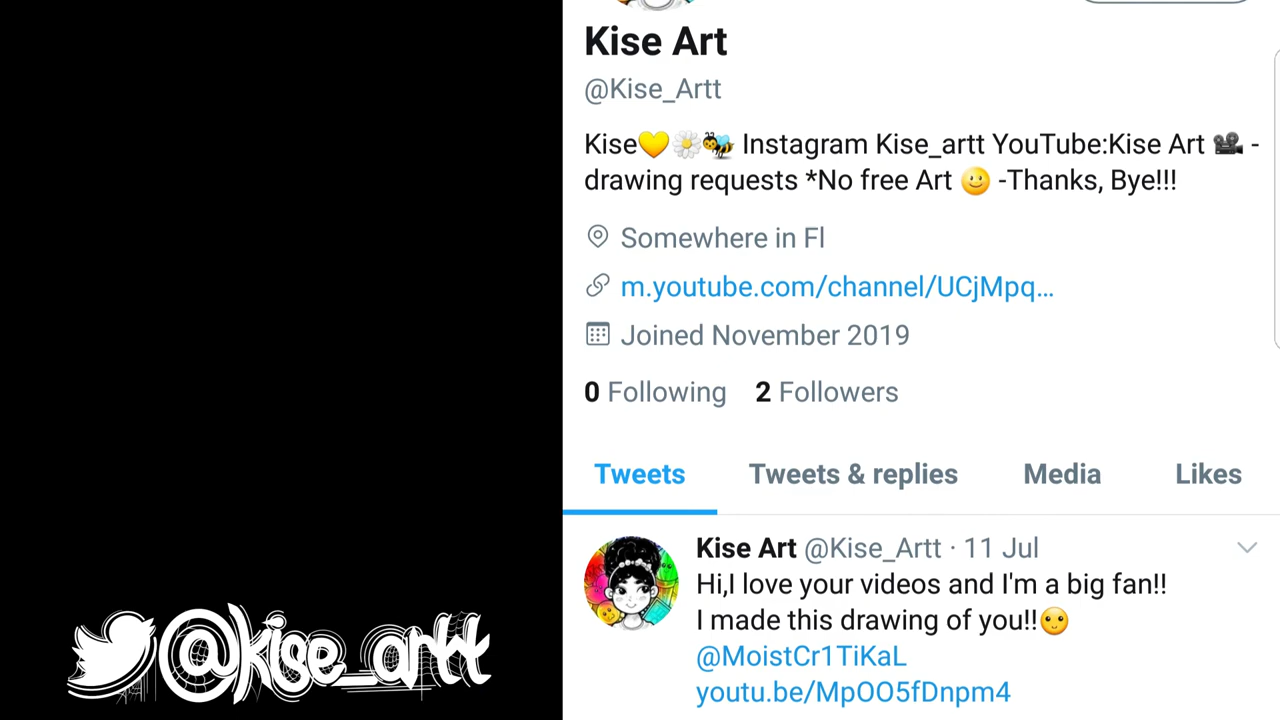 Kise Art
@Kise_Artt
Kise💛🌼🐝 Instagram Kise_artt YouTube:Kise Art 🎥 -
drawing requests *No free Art 🙂 -Thanks, Bye!!!
Somewhere in Fl
m.youtube.com/channel/UCjMpq…
Joined November 2019
0 Following 2 Followers
Tweets Tweets & replies Media Likes
Kise Art @Kise_Artt · 11 Jul
Hi,I love your videos and I'm a big fan!!
I made this drawing of you!!🙂
@MoistCr1TiKaL
youtu.be/MpOO5fDnpm4
@kise_artt